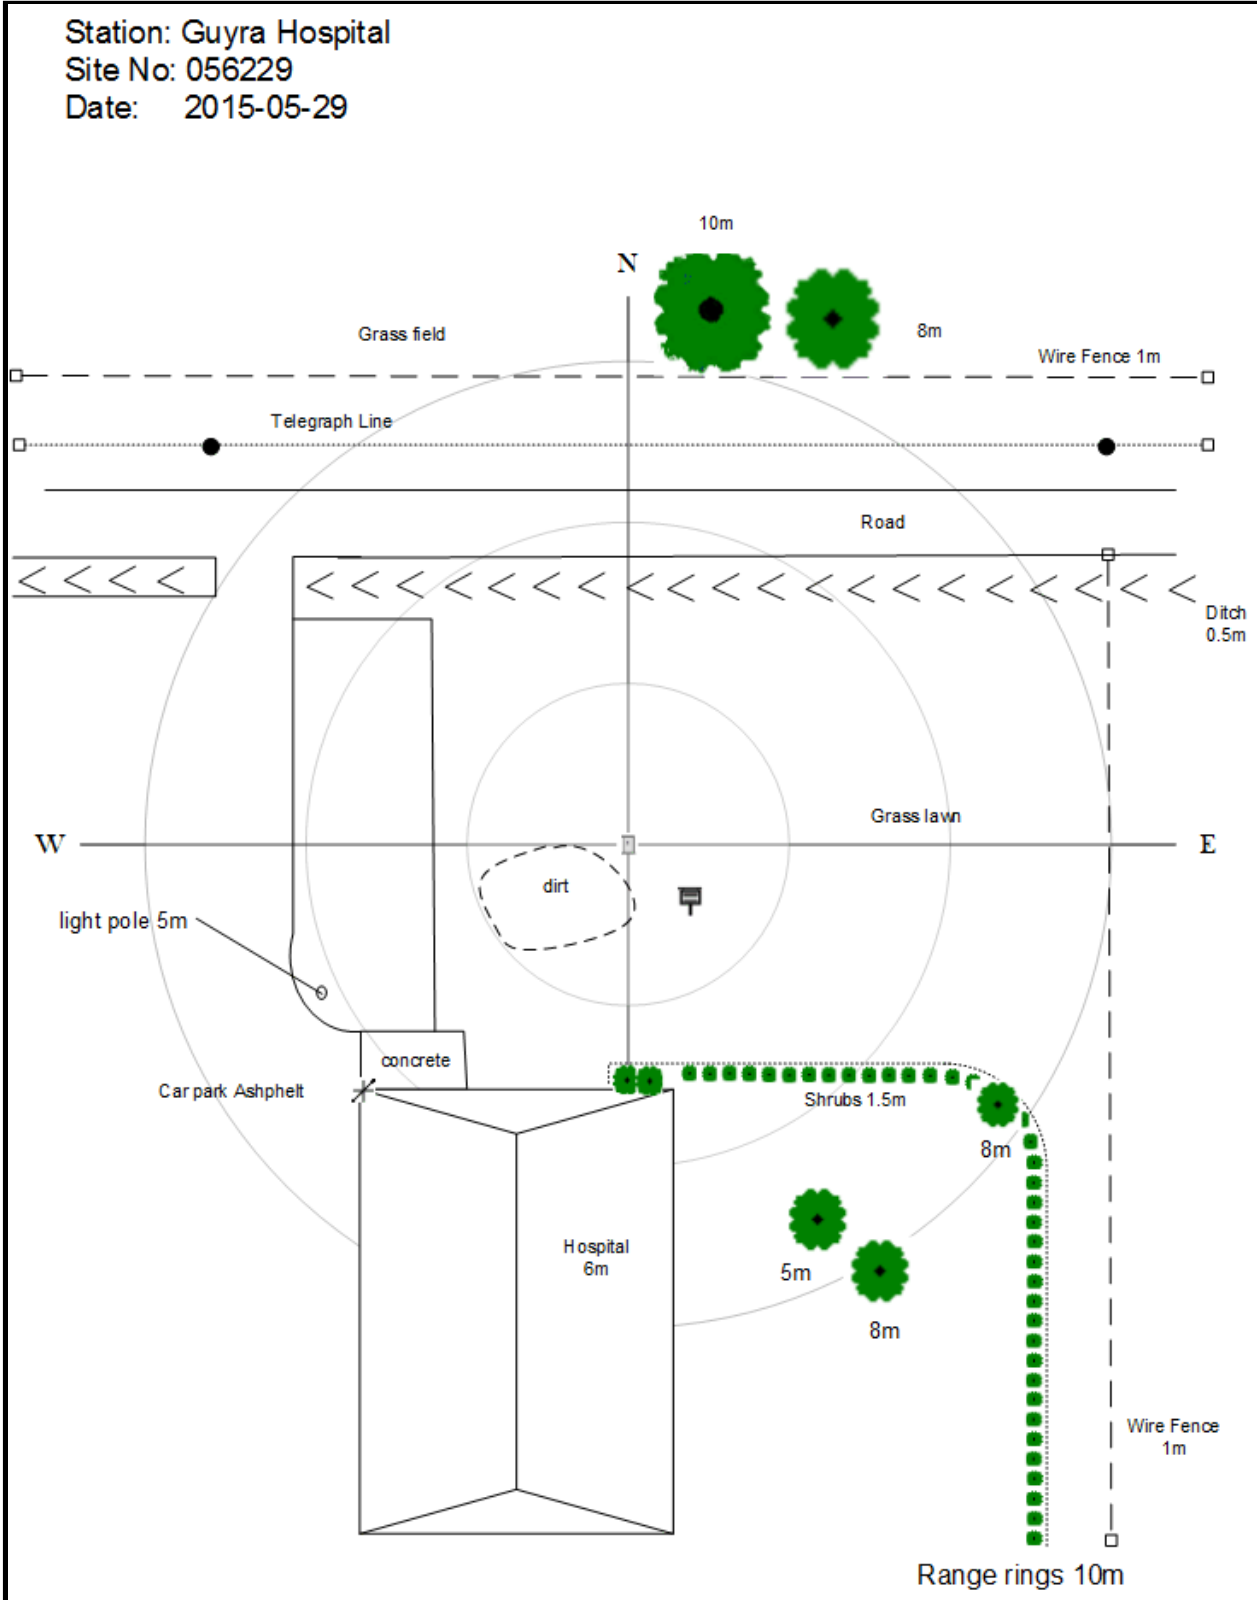 Station: Guyra Hospital
Site No: 056229
Date: 2015-05-29
10m
N
Grass field
8m
Wire Fence 1m
Telegraph Line
Road
Ditch
0.5m
Grass lawn
W
E
dirt
light pole 5m
concrete
Car park Ashphelt
Shrubs 1.5m
8m
Hospital
6m
5m
8m
Wire Fence
1m
Range rings 10m